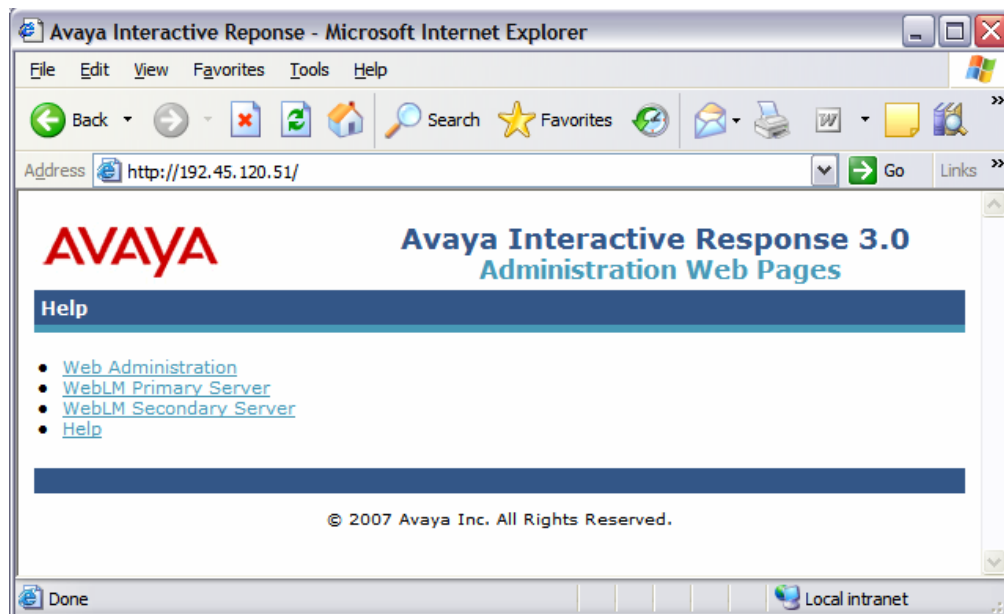 Avaya Interactive Reponse - Microsoft Internet Explorer
File Edit View Favorites Tools Help
Back Search Favorites
Address http://192.45.120.51/ Go Links »
AVAYA
Avaya Interactive Response 3.0
Administration Web Pages
Help
• Web Administration
• WebLM Primary Server
• WebLM Secondary Server
• Help
© 2007 Avaya Inc. All Rights Reserved.
Done Local intranet